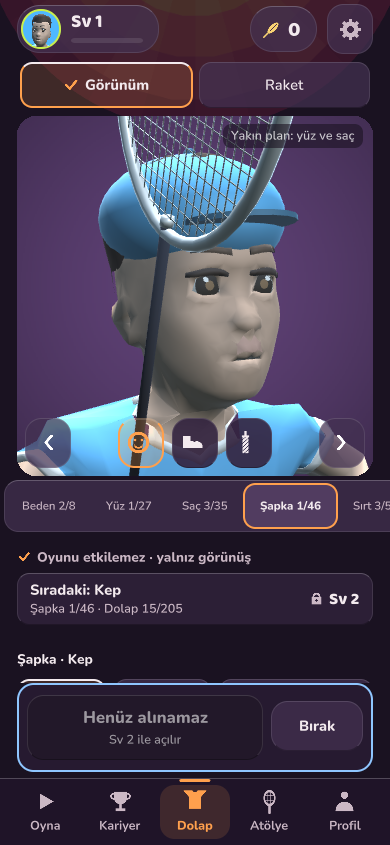 Sv 1
0
Görünüm
Raket
Yakın plan: yüz ve saç
Beden 2/8
Yüz 1/27
Saç 3/35
Şapka 1/46
Sırt 3/5
Oyunu etkilemez · yalnız görünüş
Sıradaki: Kep
Şapka 1/46 · Dolap 15/205
Sv 2
Şapka · Kep
Henüz alınamaz
Sv 2 ile açılır
Bırak
Oyna
Kariyer
Dolap
Atölye
Profil